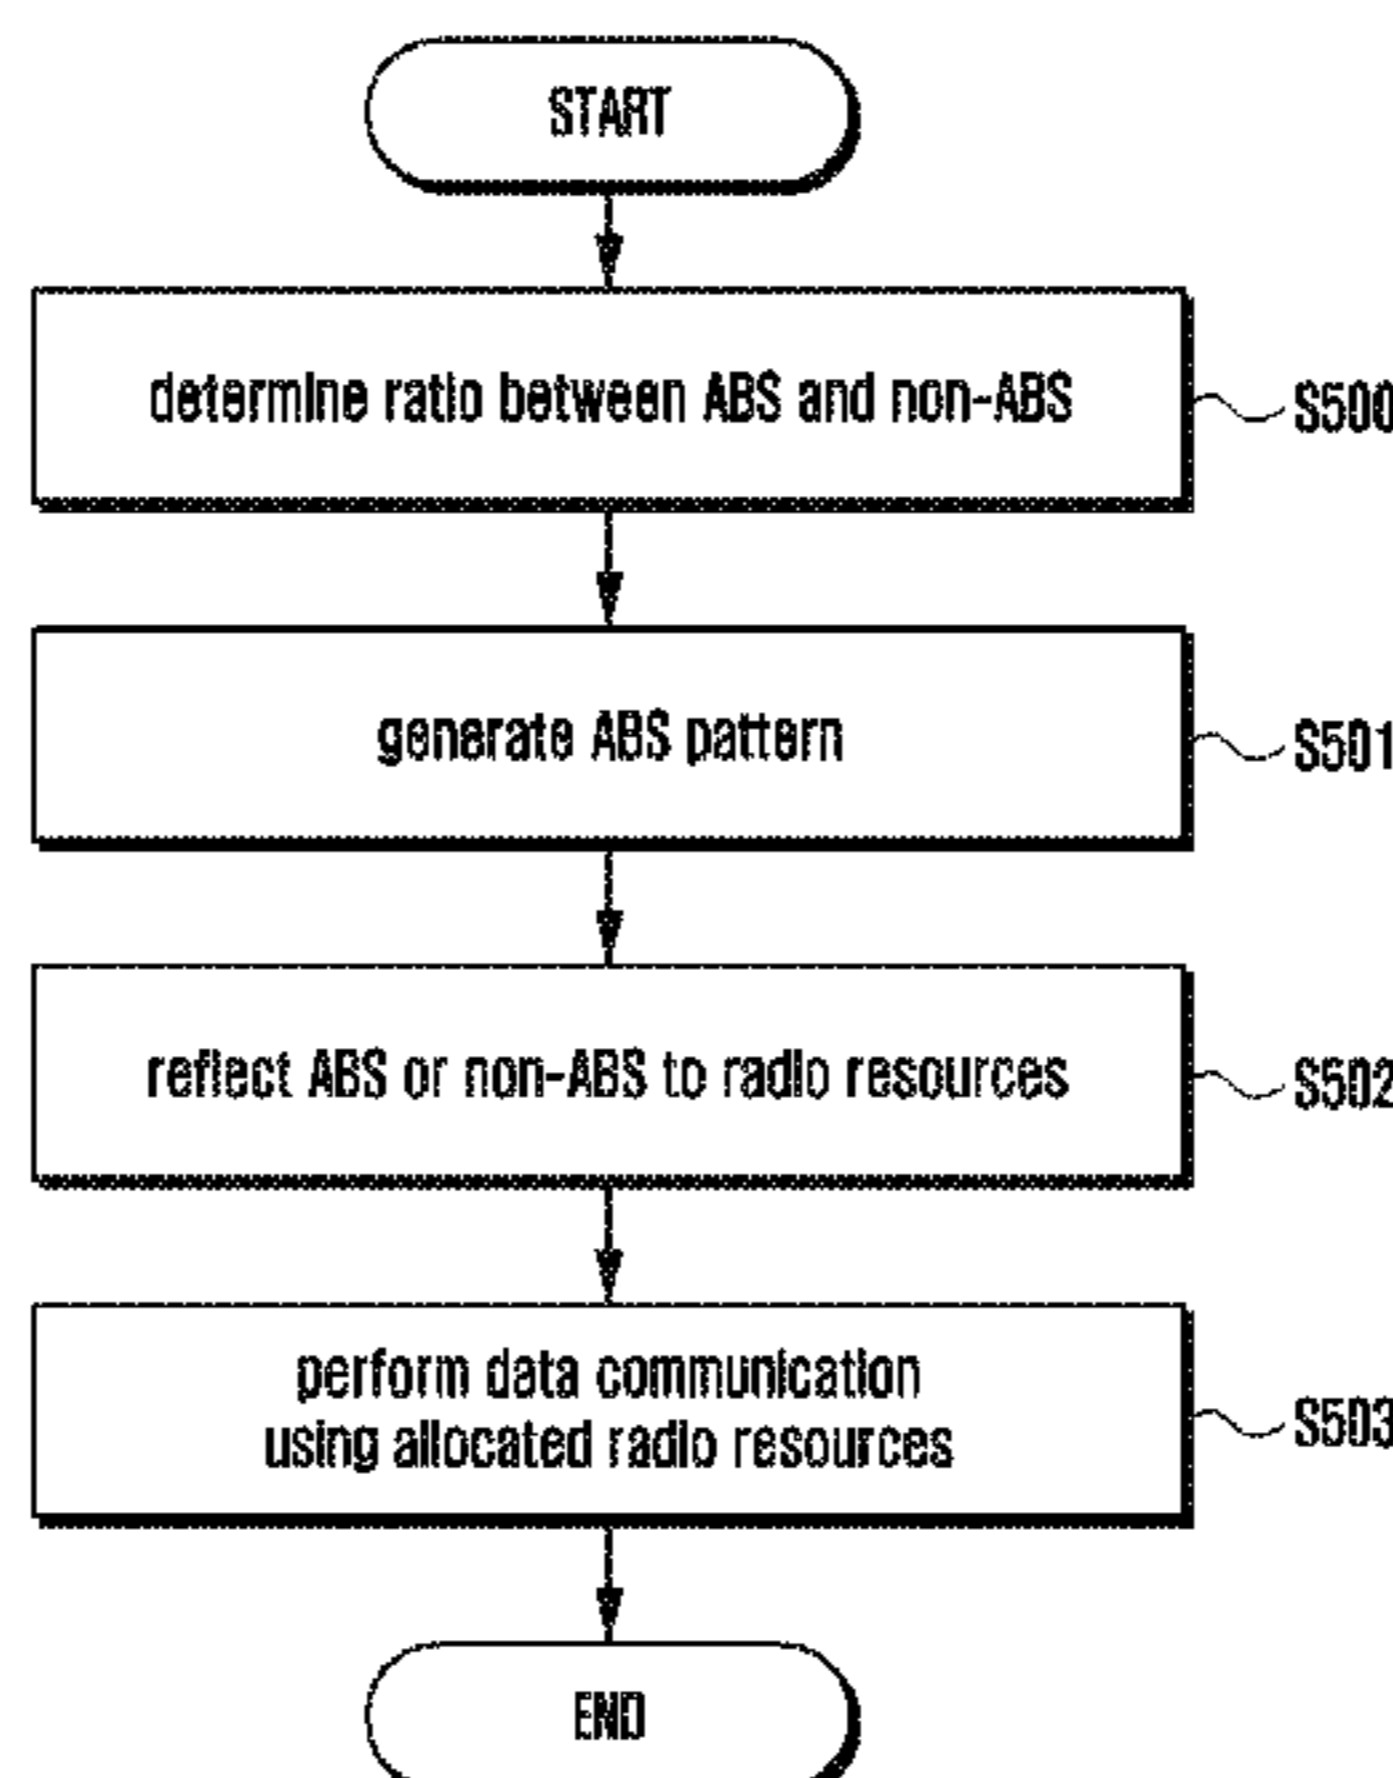 START
determine ratio between ABS and non-ABS
S500
generate ABS pattern
S501
reflect ABS or non-ABS to radio resources
S502
perform data communication
using allocated radio resources
S503
END